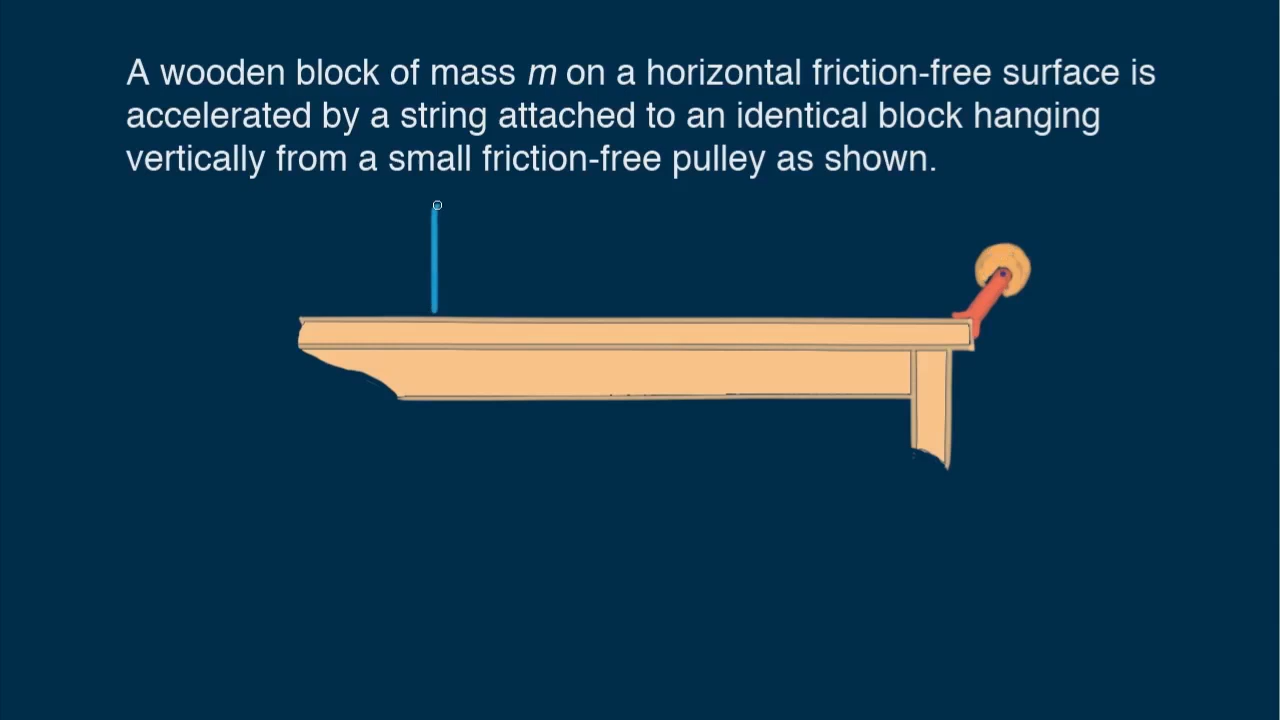 A wooden block of mass m on a horizontal friction-free surface is
accelerated by a string attached to an identical block hanging
vertically from a small friction-free pulley as shown.